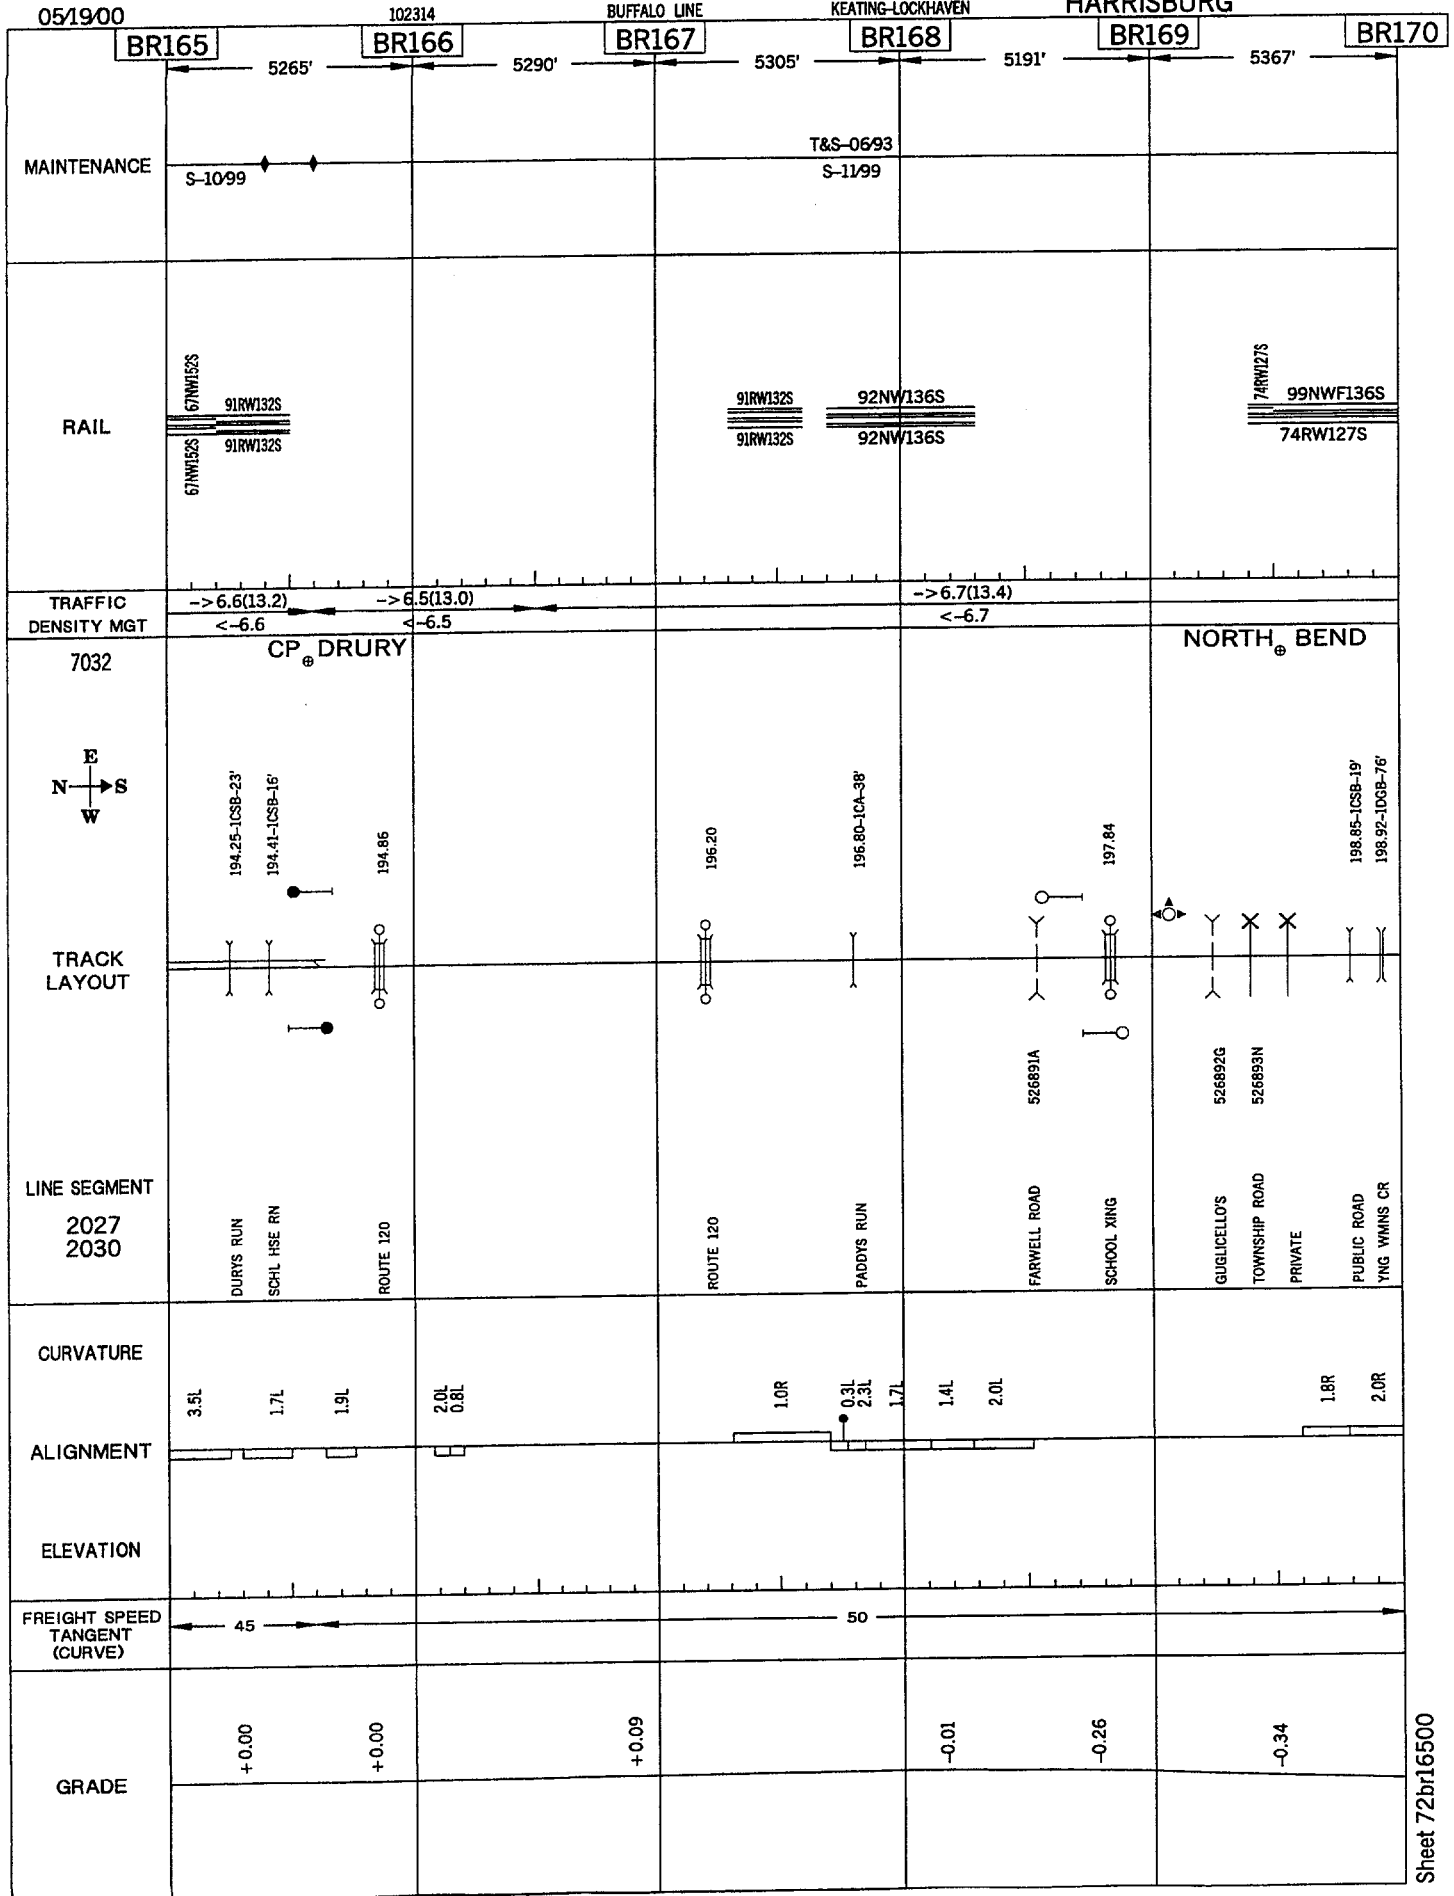 05/19/00 102314 BUFFALO LINE KEATING-LOCKHAVEN HARRISBURG
BR165 BR166 BR167 BR168 BR169 BR170
5265' 5290' 5305' 5191' 5367'
MAINTENANCE
S-10/99
T&S-06/93
S-11/99
RAIL
67NW152S
67NW152S
91RW132S
91RW132S
91RW132S
91RW132S
92NW136S
92NW136S
74RW127S
99NWF136S
74RW127S
TRAFFIC
DENSITY MGT
->6.6(13.2) ->6.5(13.0) ->6.7(13.4)
<-6.6 <-6.5 <-6.7
7032
CP DRURY
NORTH BEND
E
N S
W
194.25-1CSB-23'
194.41-1CSB-16'
194.86
196.20
196.80-1CA-38'
197.84
198.85-1CSB-19'
198.92-1DGB-76'
TRACK
LAYOUT
526891A
526892G
526893N
LINE SEGMENT
2027
2030
DURYS RUN
SCHL HSE RN
ROUTE 120
ROUTE 120
PADDYS RUN
FARWELL ROAD
SCHOOL XING
GUGLICELLO'S
TOWNSHIP ROAD
PRIVATE
PUBLIC ROAD
YNG WMNS CR
CURVATURE
3.5L
1.7L
1.9L
2.0L
0.8L
1.0R
0.3L
2.3L
1.7L
1.4L
2.0L
1.8R
2.0R
ALIGNMENT
ELEVATION
FREIGHT SPEED
TANGENT
(CURVE)
45 50
GRADE
+0.00
+0.00
+0.09
-0.01
-0.26
-0.34
Sheet 72br16500